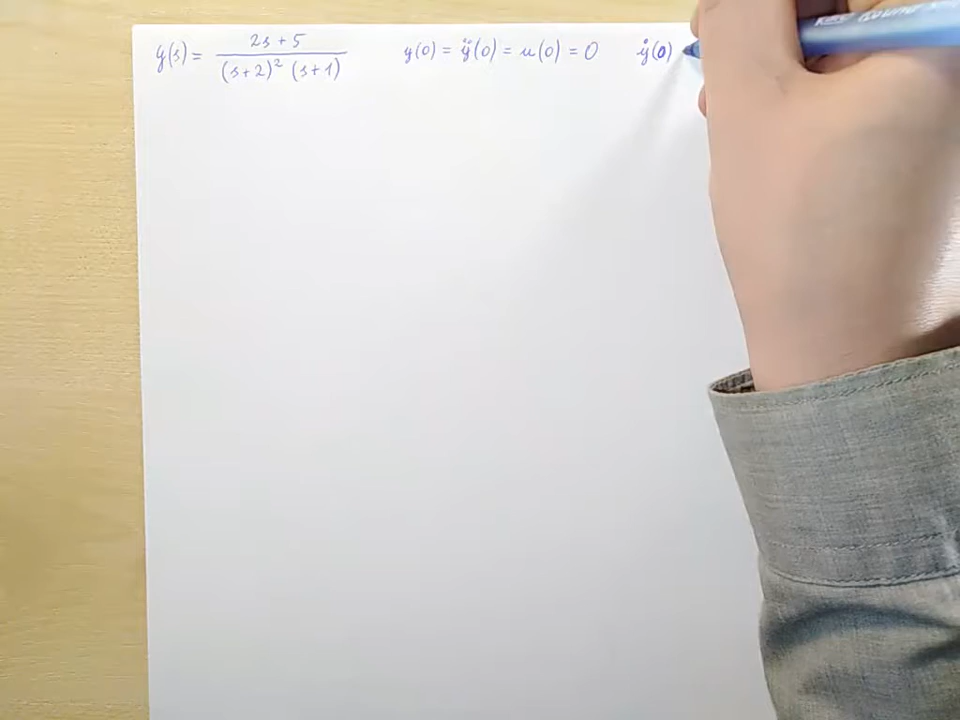 y(s) = 2s + 5 / (s+2)² (s+1) y(0) = ÿ(0) = u(0) = 0 ẏ(0)